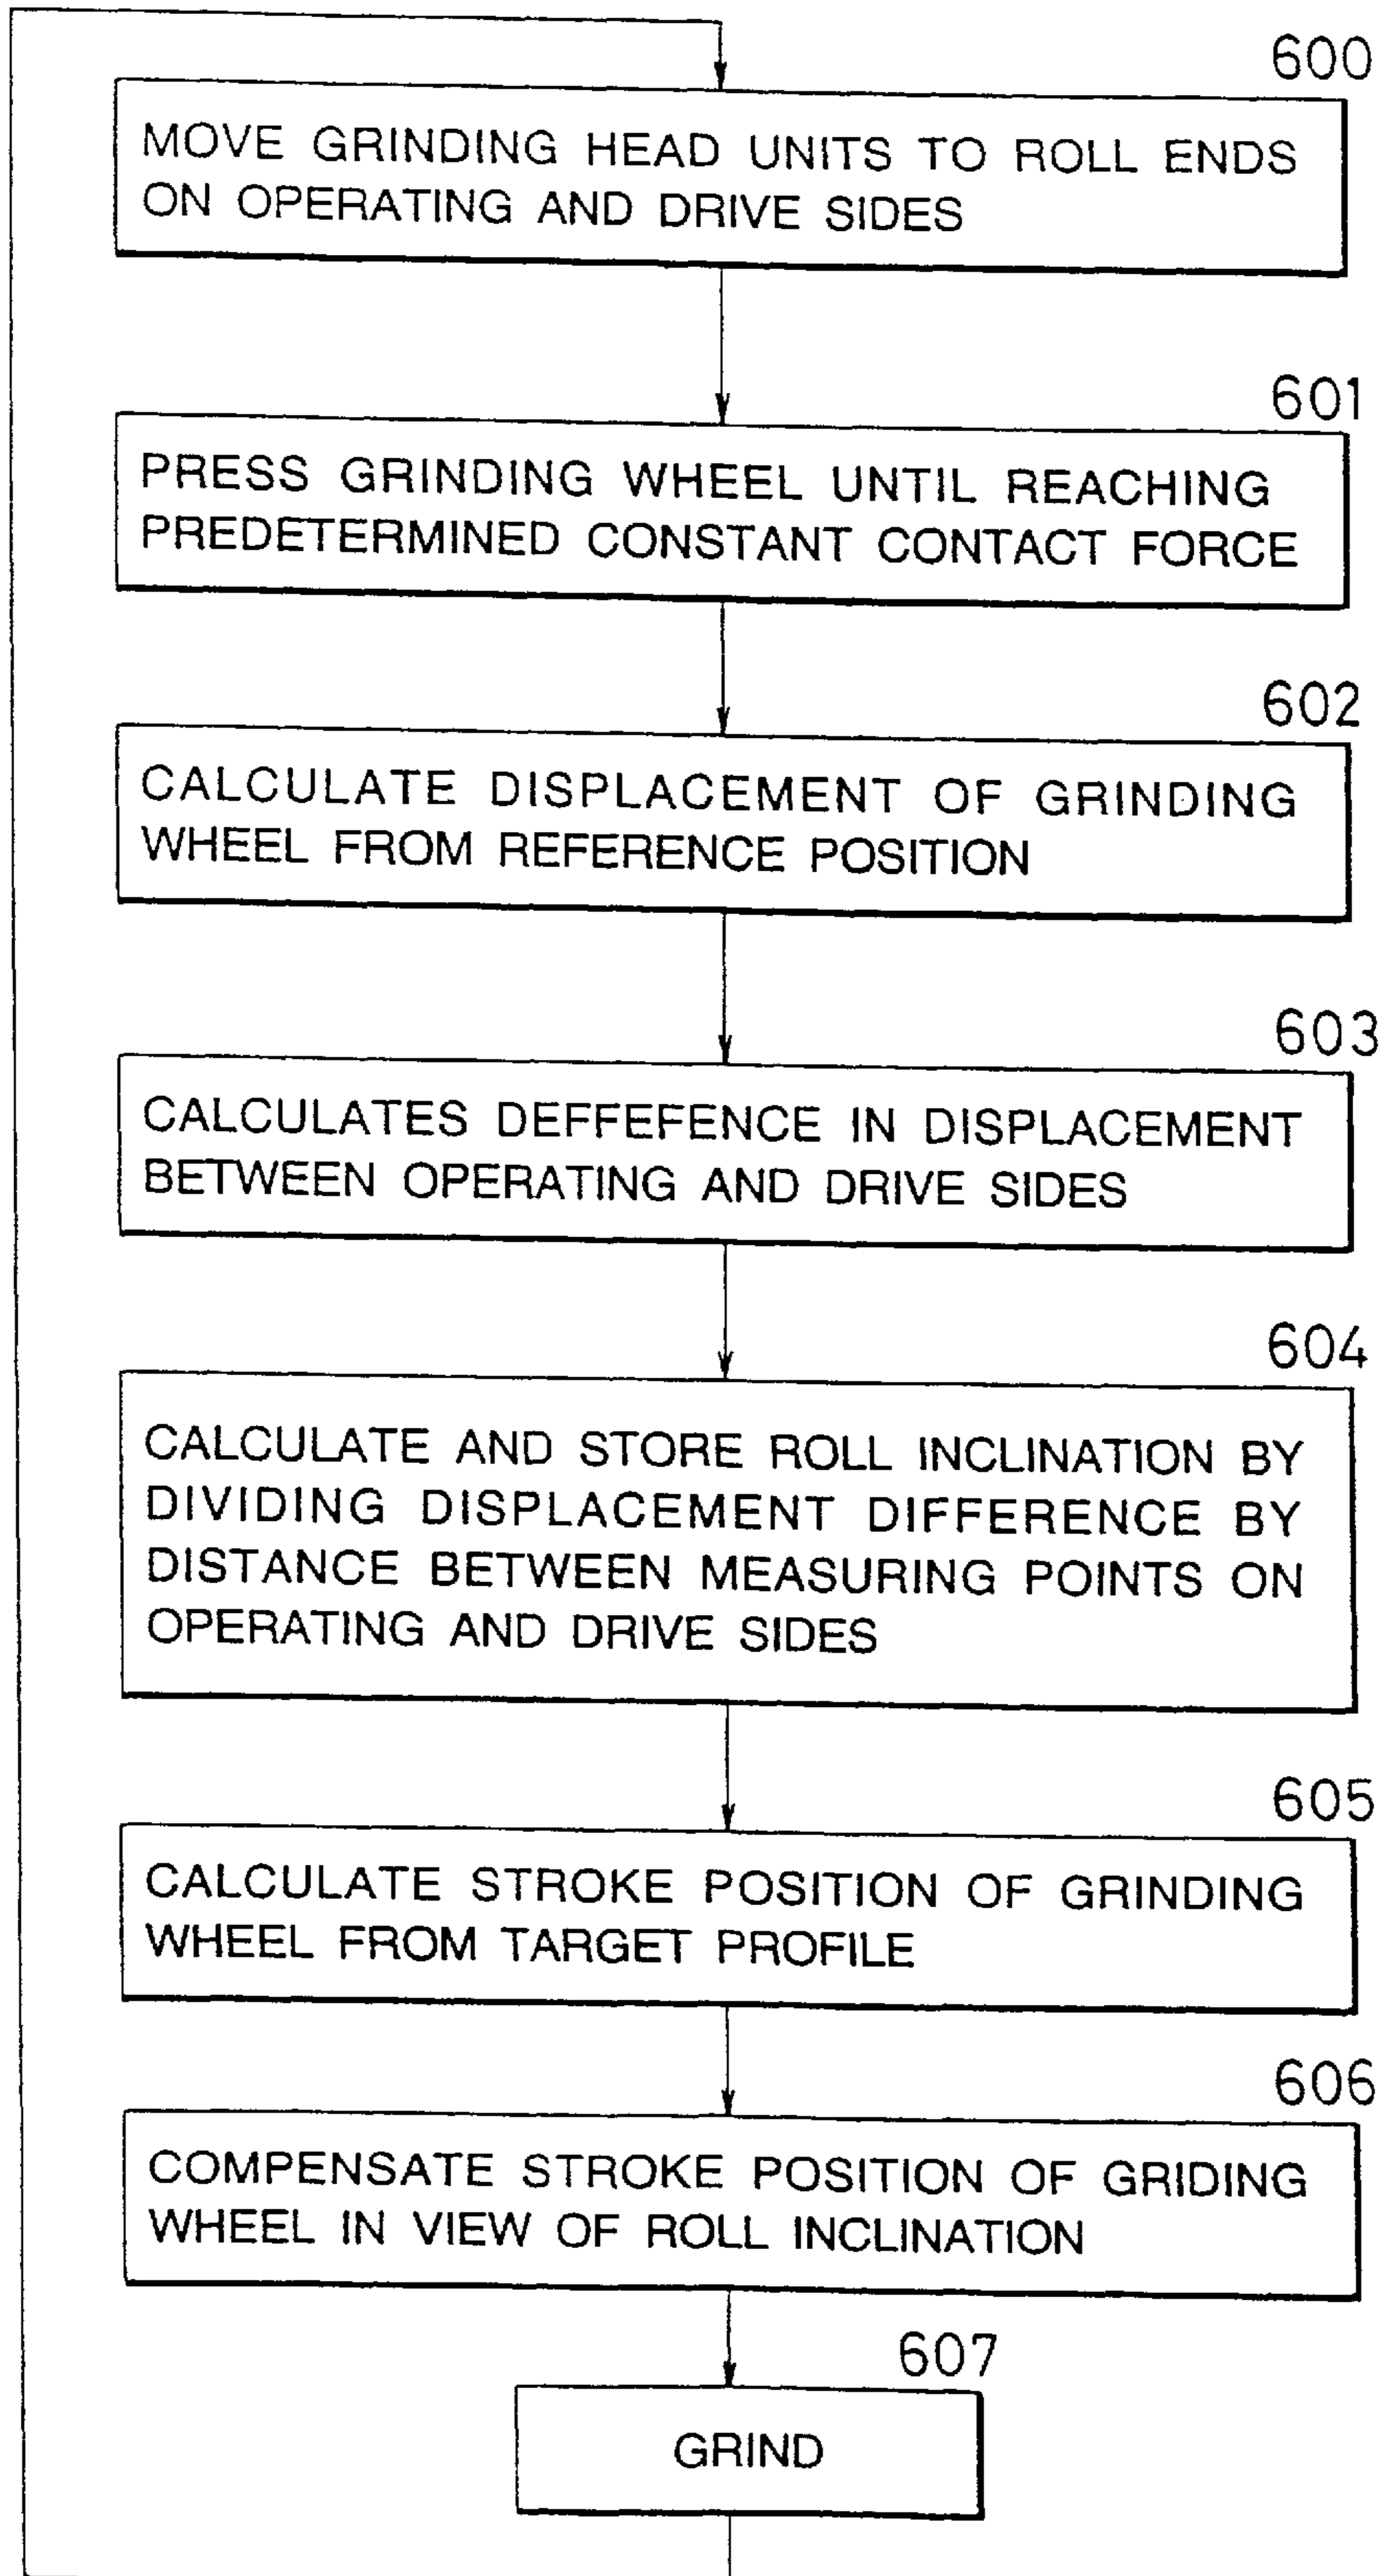 600
MOVE GRINDING HEAD UNITS TO ROLL ENDS
ON OPERATING AND DRIVE SIDES
601
PRESS GRINDING WHEEL UNTIL REACHING
PREDETERMINED CONSTANT CONTACT FORCE
602
CALCULATE DISPLACEMENT OF GRINDING
WHEEL FROM REFERENCE POSITION
603
CALCULATES DEFFEFENCE IN DISPLACEMENT
BETWEEN OPERATING AND DRIVE SIDES
604
CALCULATE AND STORE ROLL INCLINATION BY
DIVIDING DISPLACEMENT DIFFERENCE BY
DISTANCE BETWEEN MEASURING POINTS ON
OPERATING AND DRIVE SIDES
605
CALCULATE STROKE POSITION OF GRINDING
WHEEL FROM TARGET PROFILE
606
COMPENSATE STROKE POSITION OF GRIDING
WHEEL IN VIEW OF ROLL INCLINATION
607
GRIND